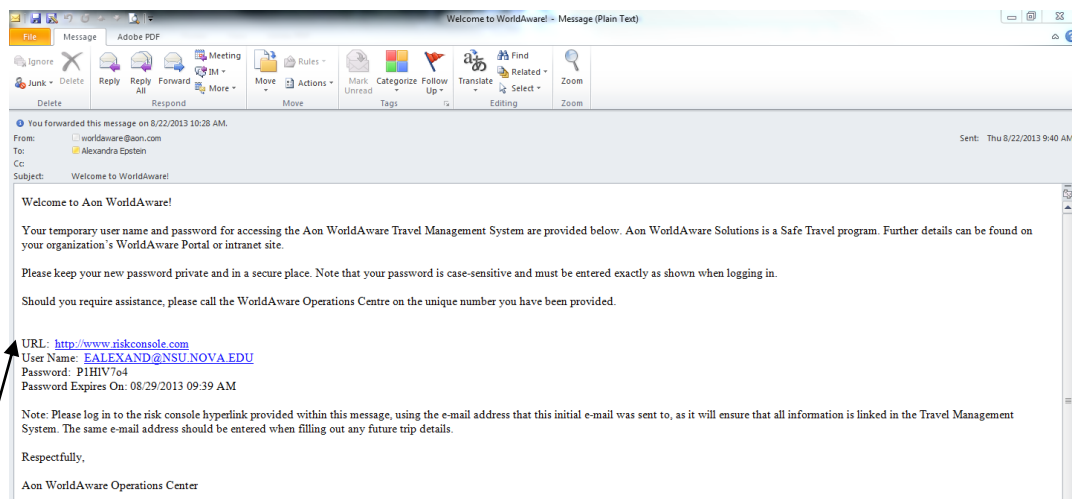 Welcome to WorldAware! - Message (Plain Text)
File Message Adobe PDF
Ignore
Junk
Delete
Reply
Reply All
Forward
Meeting
IM
More
Move
Rules
Actions
Mark Unread
Categorize
Follow Up
Translate
Find
Related
Select
Zoom
Delete Respond Move Tags Editing Zoom
You forwarded this message on 8/22/2013 10:28 AM.
From: worldaware@aon.com Sent: Thu 8/22/2013 9:40 AM
To: Alexandra Epstein
Cc:
Subject: Welcome to WorldAware!
Welcome to Aon WorldAware!
Your temporary user name and password for accessing the Aon WorldAware Travel Management System are provided below. Aon WorldAware Solutions is a Safe Travel program. Further details can be found on
your organization's WorldAware Portal or intranet site.
Please keep your new password private and in a secure place. Note that your password is case-sensitive and must be entered exactly as shown when logging in.
Should you require assistance, please call the WorldAware Operations Centre on the unique number you have been provided.
URL: http://www.riskconsole.com
User Name: EALEXAND@NSU.NOVA.EDU
Password: P1HlV7o4
Password Expires On: 08/29/2013 09:39 AM
Note: Please log in to the risk console hyperlink provided within this message, using the e-mail address that this initial e-mail was sent to, as it will ensure that all information is linked in the Travel Management
System. The same e-mail address should be entered when filling out any future trip details.
Respectfully,
Aon WorldAware Operations Center